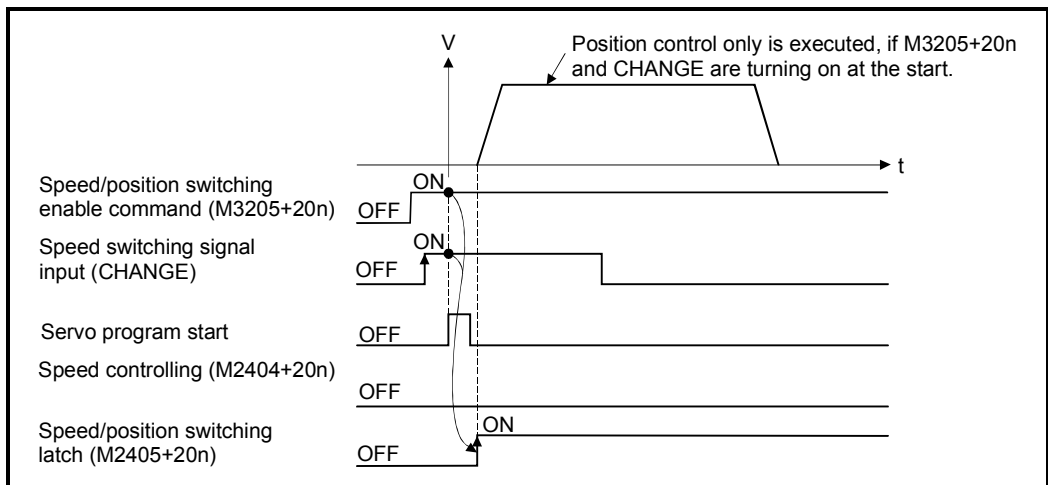 V
Position control only is executed, if M3205+20n
and CHANGE are turning on at the start.
t
Speed/position switching
enable command (M3205+20n)
OFF
ON
Speed switching signal
input (CHANGE)
OFF
ON
Servo program start
OFF
Speed controlling (M2404+20n)
OFF
Speed/position switching
latch (M2405+20n)
OFF
ON